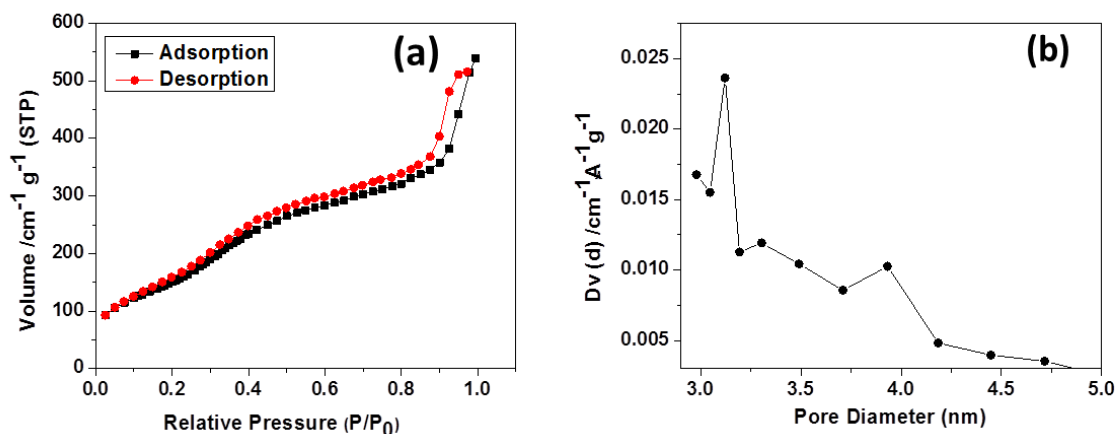 (a)
Adsorption
Desorption
Volume /cm⁻¹ g⁻¹ (STP)
600
500
400
300
200
100
0
0.0 0.2 0.4 0.6 0.8 1.0
Relative Pressure (P/P₀)
(b)
Dv (d) /cm⁻¹A⁻¹g⁻¹
0.025
0.020
0.015
0.010
0.005
3.0 3.5 4.0 4.5 5.0
Pore Diameter (nm)